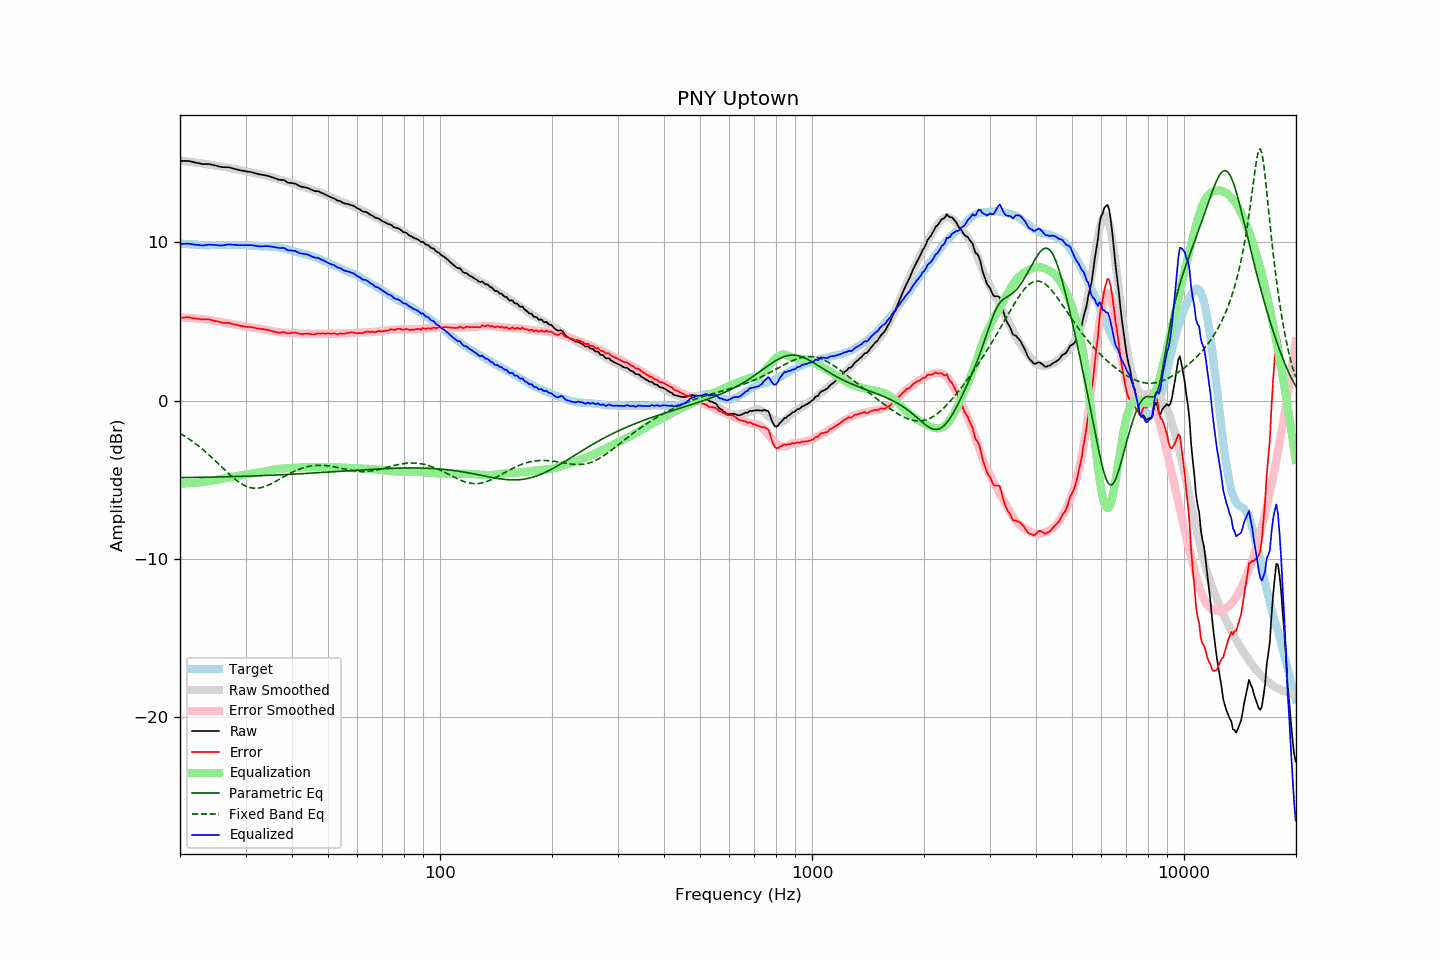 PNY Uptown
10
0
−10
−20
Amplitude (dBr)
Target
Raw Smoothed
Error Smoothed
Raw
Error
Equalization
Parametric Eq
Fixed Band Eq
Equalized
100
1000
10000
Frequency (Hz)